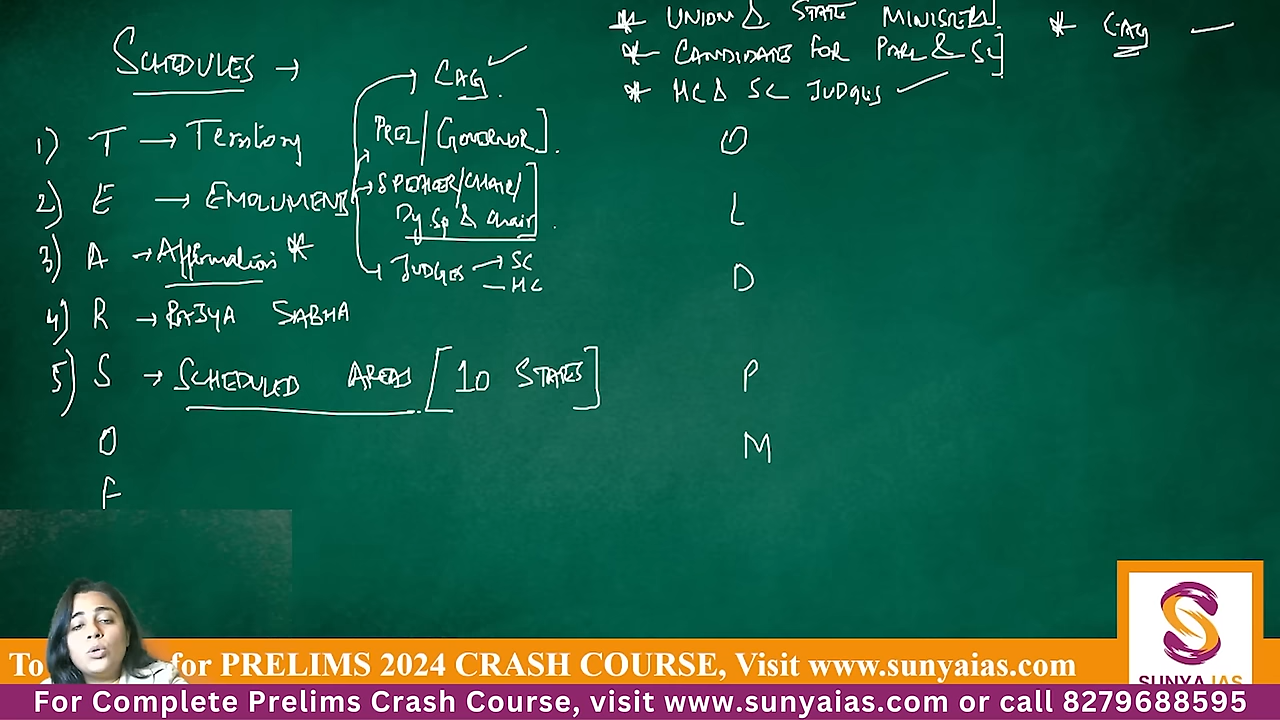 SCHEDULES →
1) T → Territory
2) E → EMOLUMENTS
3) A → Affirmations *
4) R → RAJYA SABHA
5) S → SCHEDULED AREAS [10 STATES]
O
F
CAG ✓
PREZ/GOVERNOR
SPEAKER/CHAIR/
Dy. Sp & Chair
JUDGES → SC
– HC
* UNION & STATE
* CANDIDATES FOR PARL & SL
* HC & SC JUDGES ✓
* CAG –
O
L
D
P
M
To for PRELIMS 2024 CRASH COURSE, Visit www.sunyaias.com
SUNYA IAS
For Complete Prelims Crash Course, visit www.sunyaias.com or call 8279688595